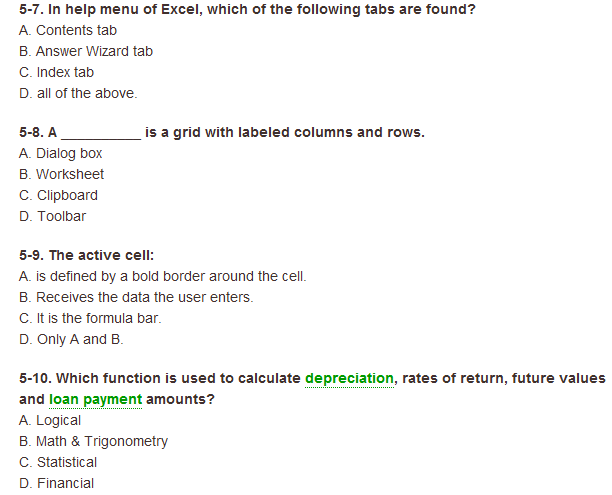 5-7. In help menu of Excel, which of the following tabs are found?
A. Contents tab
B. Answer Wizard tab
C. Index tab
D. all of the above.
5-8. A __________ is a grid with labeled columns and rows.
A. Dialog box
B. Worksheet
C. Clipboard
D. Toolbar
5-9. The active cell:
A. is defined by a bold border around the cell.
B. Receives the data the user enters.
C. It is the formula bar.
D. Only A and B.
5-10. Which function is used to calculate depreciation, rates of return, future values
and loan payment amounts?
A. Logical
B. Math & Trigonometry
C. Statistical
D. Financial